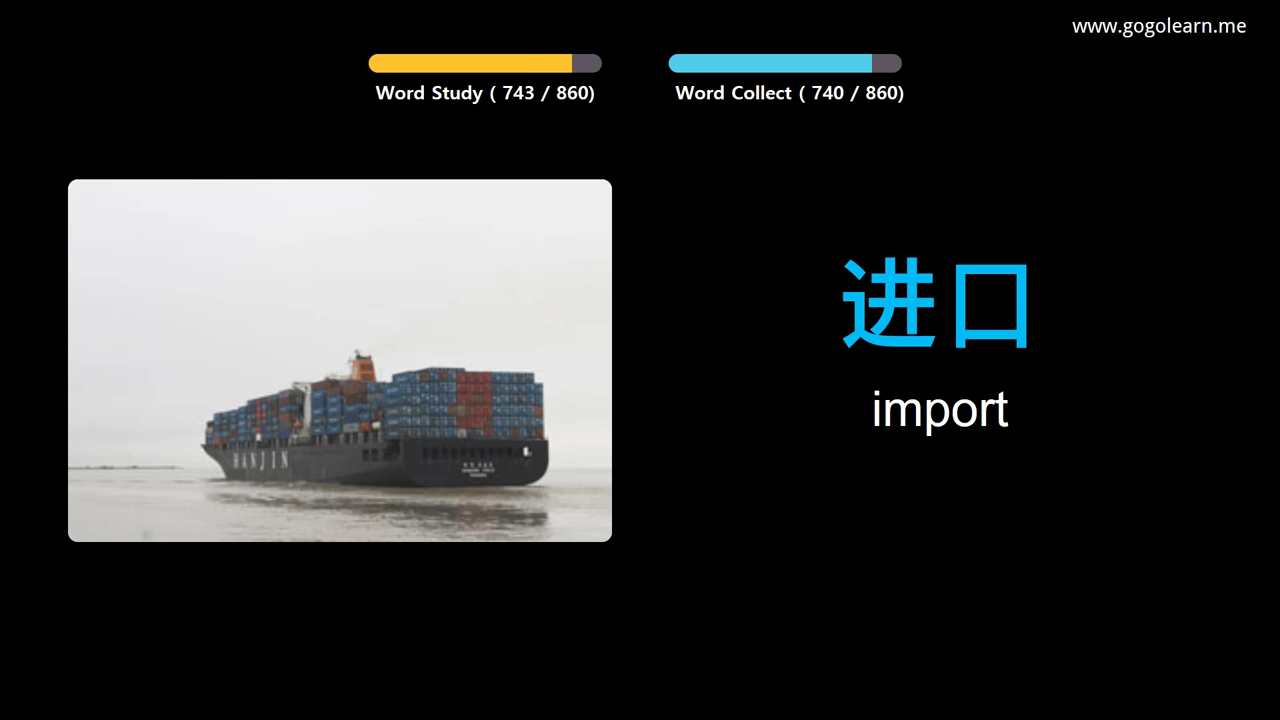 www.gogolearn.me
Word Study ( 743 / 860)
Word Collect ( 740 / 860)
进口
import
HANJIN